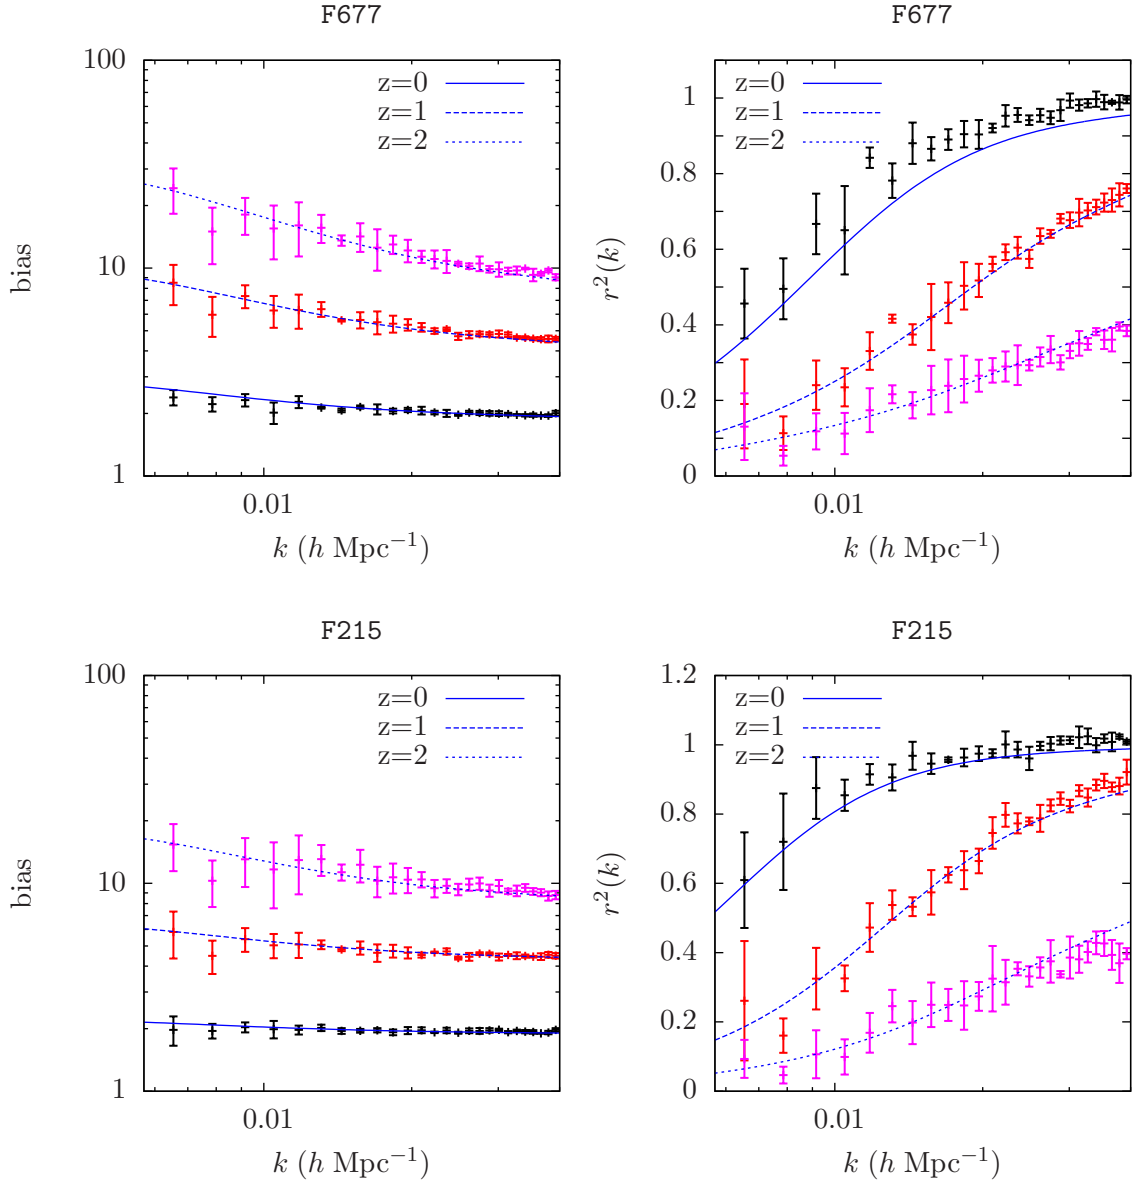 F677
F677
100
10
1
bias
z=0
z=1
z=2
0.01
k (h Mpc⁻¹)
1
0.8
0.6
0.4
0.2
0
r²(k)
z=0
z=1
z=2
0.01
k (h Mpc⁻¹)
F215
F215
100
10
1
bias
z=0
z=1
z=2
0.01
k (h Mpc⁻¹)
1.2
1
0.8
0.6
0.4
0.2
0
r²(k)
z=0
z=1
z=2
0.01
k (h Mpc⁻¹)